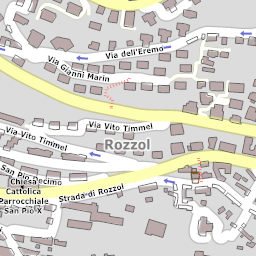 Via dell'Eremo
Via Gianni Marin
Via Vito Timmel
Via Vito Timmel
Rozzol
San Pio Decimo
Chiesa
Cattolica
Parrocchiale
San Pio X
Strada di Rozzol